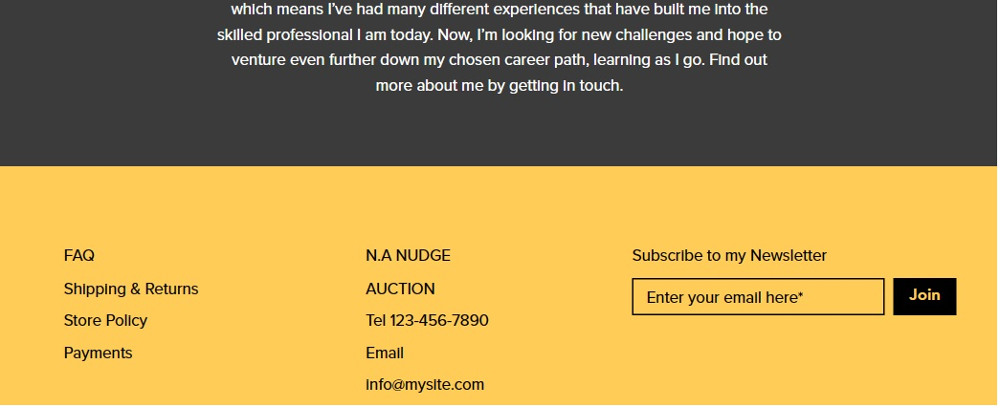 which means I've had many different experiences that have built me into the
skilled professional I am today. Now, I'm looking for new challenges and hope to
venture even further down my chosen career path, learning as I go. Find out
more about me by getting in touch.
FAQ
Shipping & Returns
Store Policy
Payments
N.A NUDGE
AUCTION
Tel 123-456-7890
Email
info@mysite.com
Subscribe to my Newsletter
Enter your email here*
Join